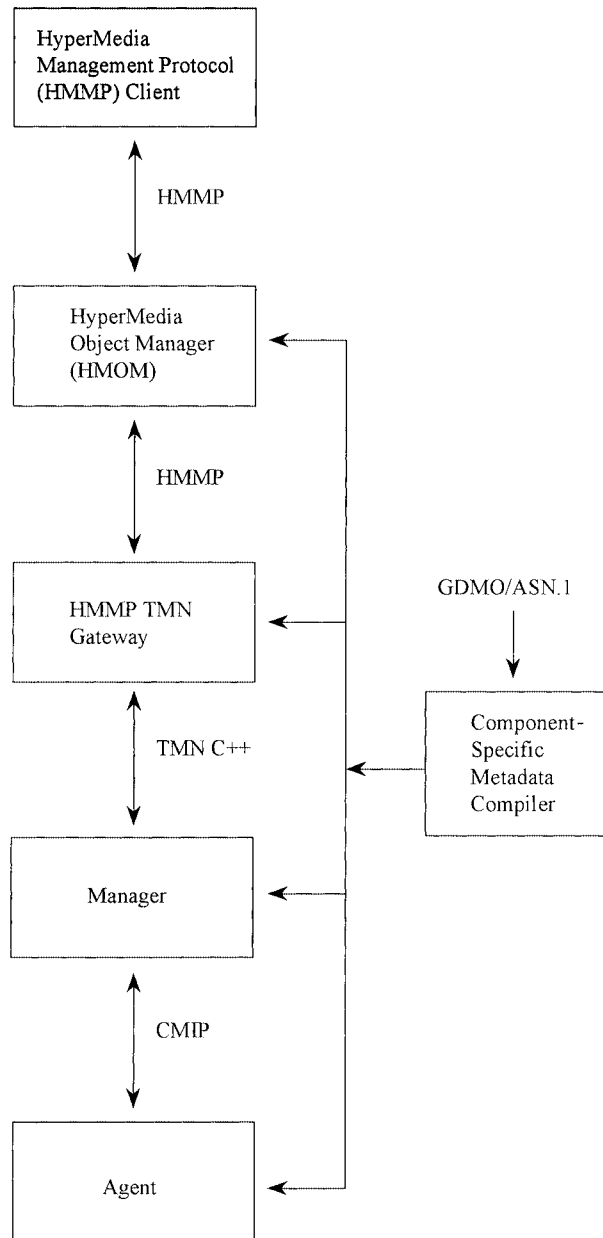 HyperMedia
Management Protocol
(HMMP) Client
HMMP
HyperMedia
Object Manager
(HMOM)
HMMP
HMMP TMN
Gateway
GDMO/ASN.1
TMN C++
Component-
Specific
Metadata
Compiler
Manager
CMIP
Agent